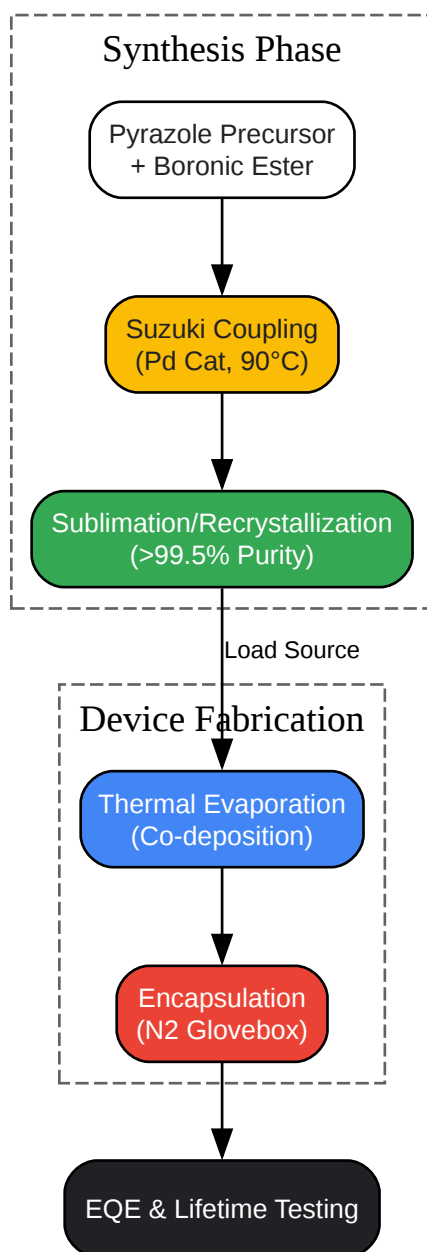 Synthesis Phase
Pyrazole Precursor
+ Boronic Ester
Suzuki Coupling
(Pd Cat, 90°C)
Sublimation/Recrystallization
(>99.5% Purity)
Load Source
Device Fabrication
Thermal Evaporation
(Co-deposition)
Encapsulation
(N2 Glovebox)
EQE & Lifetime Testing